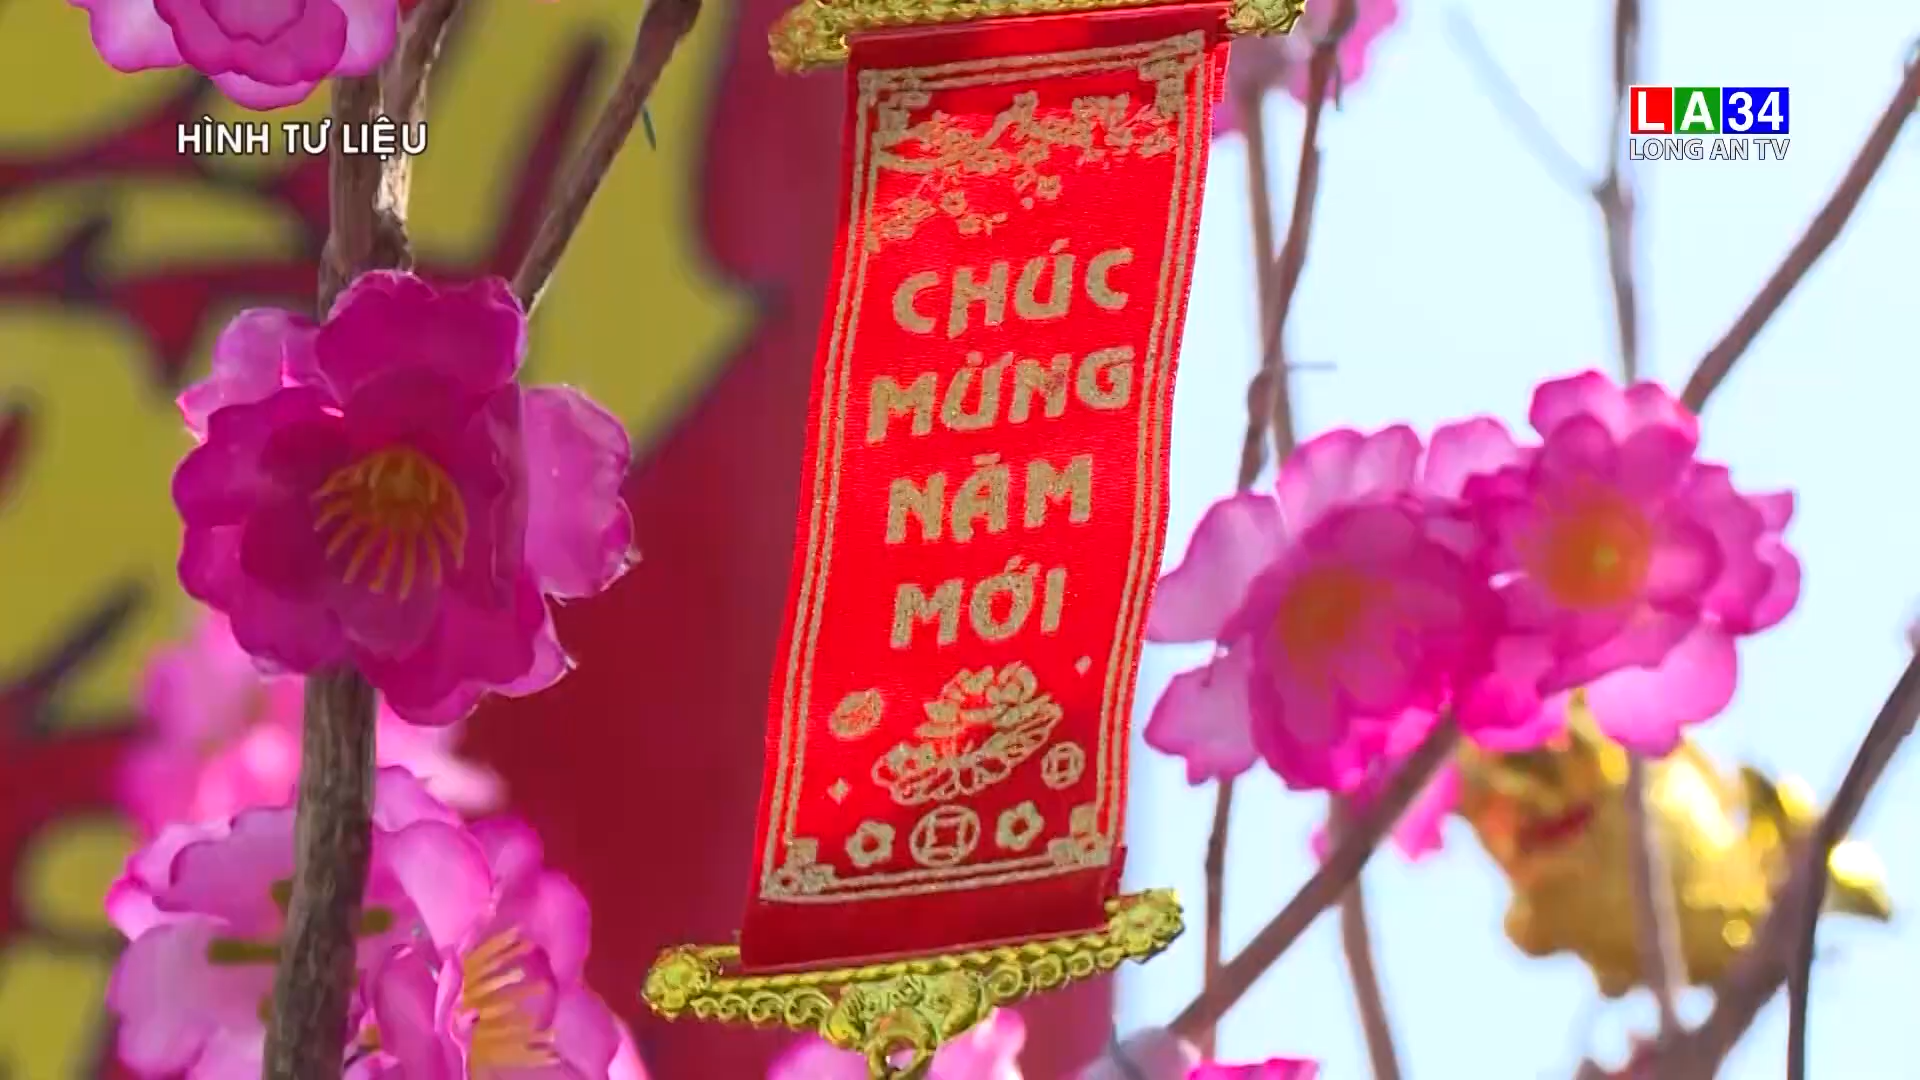 HÌNH TƯ LIỆU
LA34
LONG AN TV
CHÚC
MỪNG
NĂM
MỚI